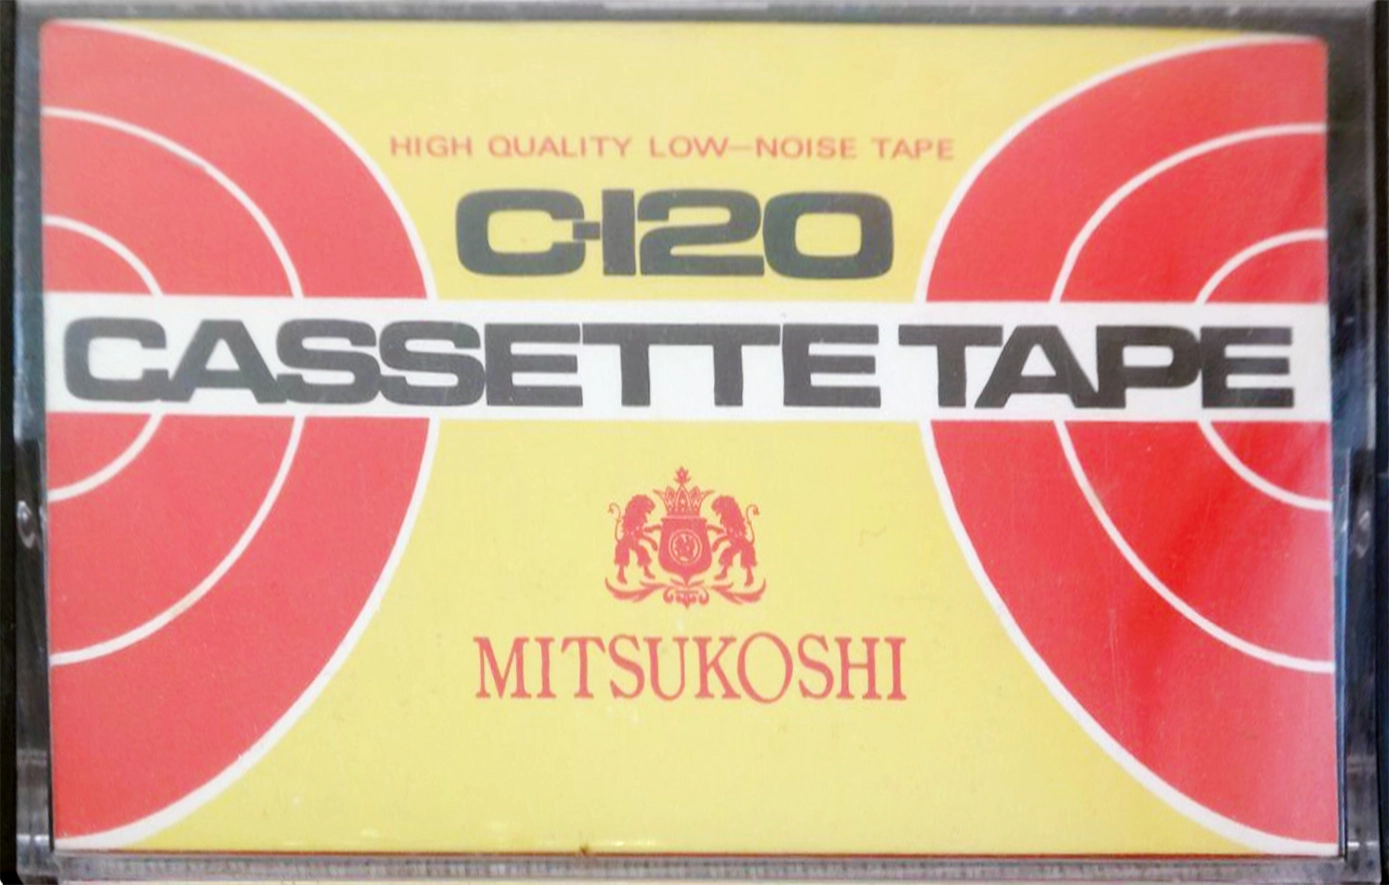 HIGH QUALITY LOW-NOISE TAPE
C-120
CASSETTE TAPE
MITSUKOSHI